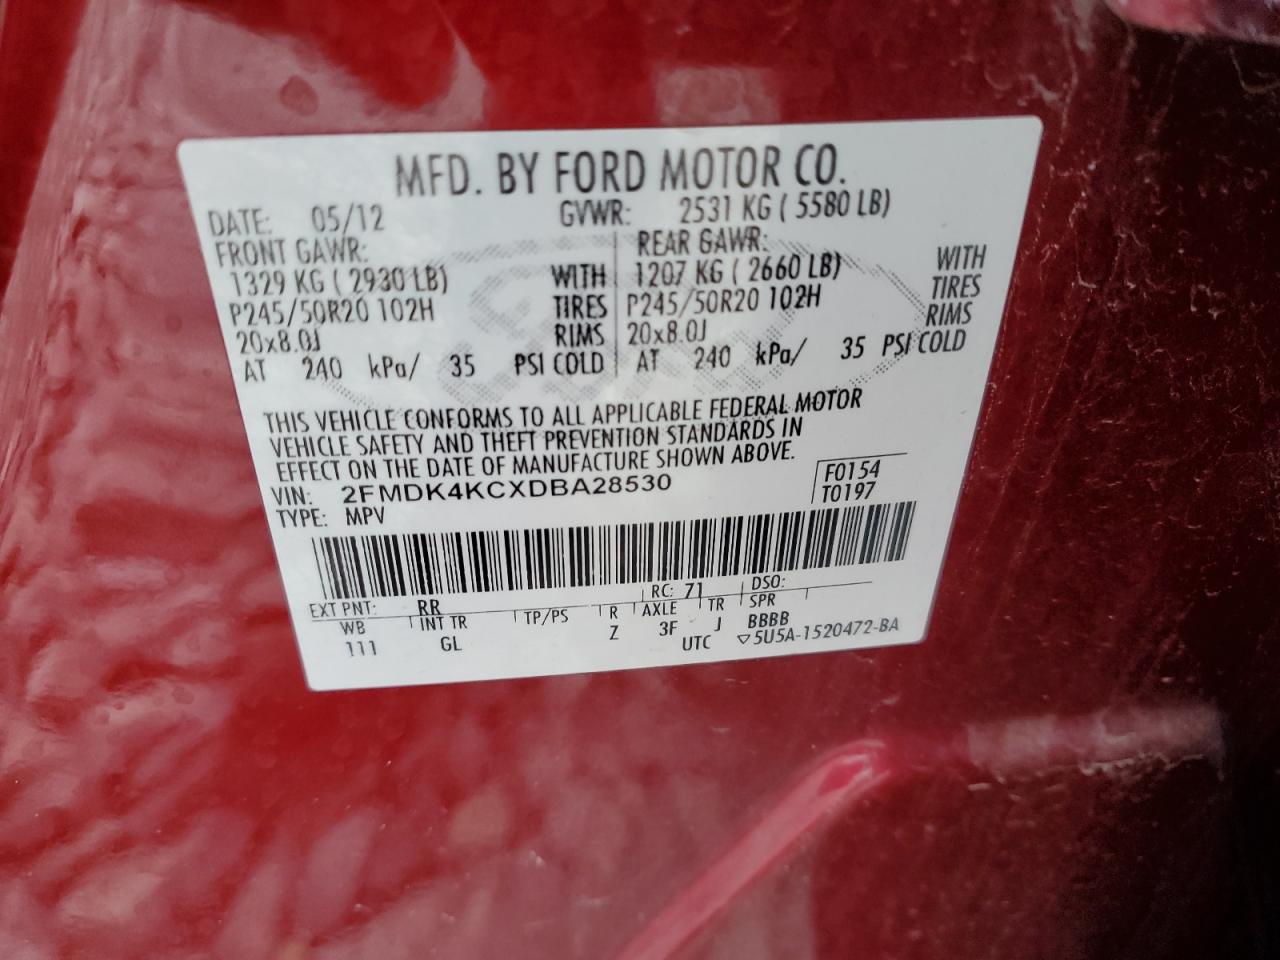 MFD. BY FORD MOTOR CO.
DATE: 05/12 GVWR: 2531 KG ( 5580 LB)
FRONT GAWR: REAR GAWR:
1329 KG ( 2930 LB) WITH 1207 KG ( 2660 LB) WITH
P245/50R20 102H TIRES P245/50R20 102H TIRES
20x8.0J RIMS 20x8.0J RIMS
AT 240 kPa/ 35 PSI COLD AT 240 kPa/ 35 PSI COLD
THIS VEHICLE CONFORMS TO ALL APPLICABLE FEDERAL MOTOR
VEHICLE SAFETY AND THEFT PREVENTION STANDARDS IN
EFFECT ON THE DATE OF MANUFACTURE SHOWN ABOVE.
VIN: 2FMDK4KCXDBA28530 F0154
TYPE: MPV T0197
EXT PNT: RR RC: 71 DSO:
WB INT TR TP/PS R AXLE TR SPR
111 GL Z 3F J BBBB
UTC ▽5U5A-1520472-BA